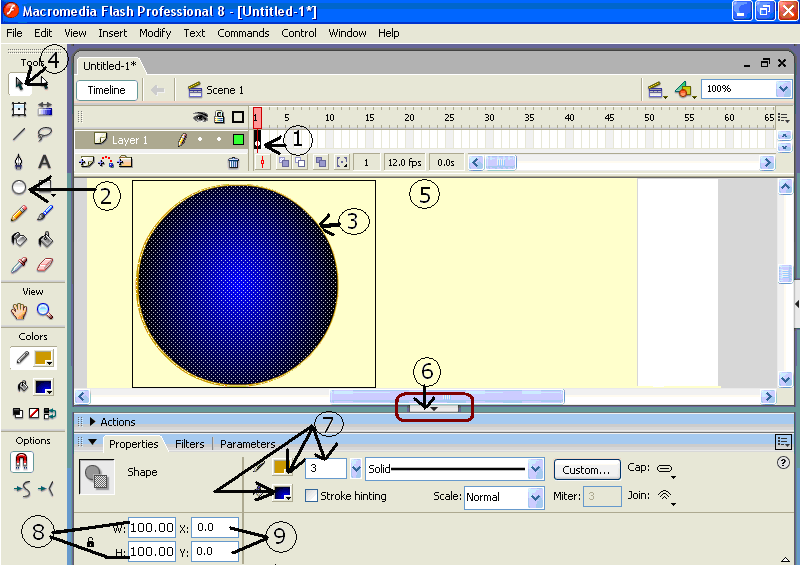 Macromedia Flash Professional 8 - [Untitled-1*]
File Edit View Insert Modify Text Commands Control Window Help
Tools
4
Untitled-1*
Timeline
Scene 1
100%
1 5 10 15 20 25 30 35 40 45 50 55 60 65
Layer 1
1
1 12.0 fps 0.0s
2
5
3
View
Colors
6
Actions
7
Options
Properties Filters Parameters
Shape
3
Solid
Custom...
Cap:
Stroke hinting
Scale:
Normal
Miter: 3
Join:
8
W: 100.00 X: 0.0
9
H: 100.00 Y: 0.0